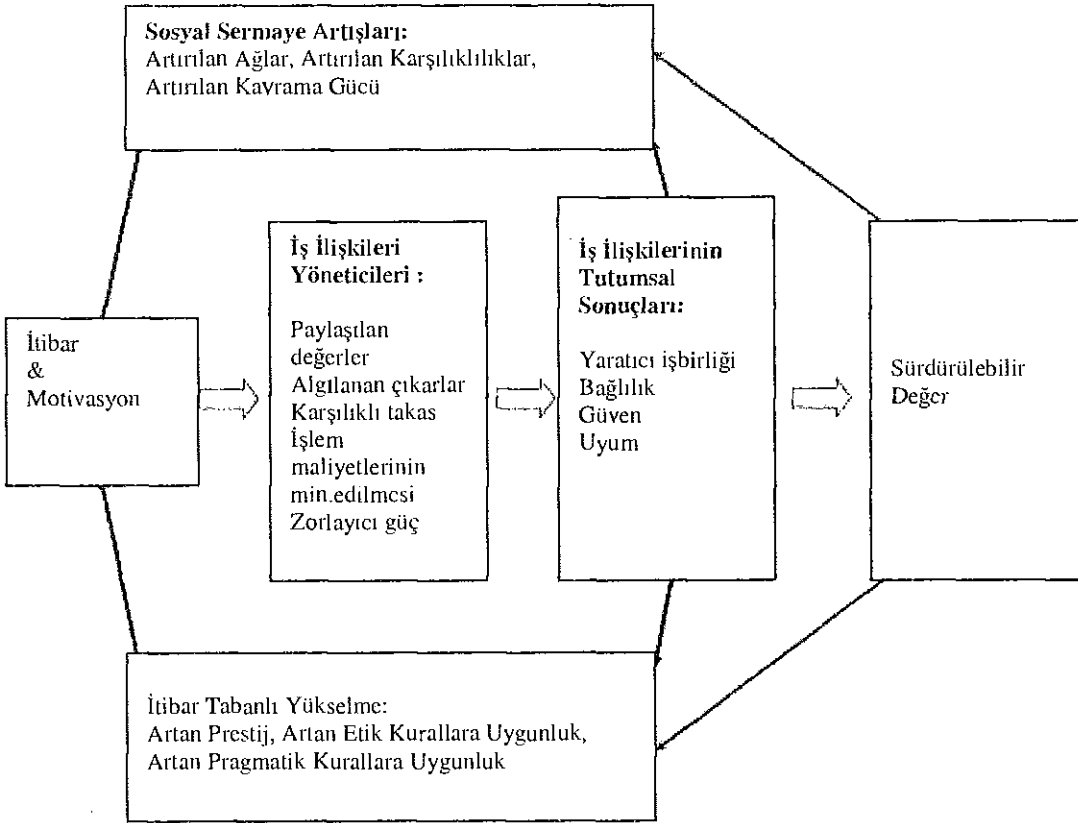 Sosyal Sermaye Artışları:
Artırılan Ağlar, Artırılan Karşılıklılıklar,
Artırılan Kavrama Gücü
İtibar
&
Motivasyon
İş İlişkileri
Yöneticileri :
Paylaşılan
değerler
Algılanan çıkarlar
Karşılıklı takas
İşlem
maliyetlerinin
min.edilmesi
Zorlayıcı güç
İş İlişkilerinin
Tutumsal
Sonuçları:
Yaratıcı işbirliği
Bağlılık
Güven
Uyum
Sürdürülebilir
Değer
İtibar Tabanlı Yükselme:
Artan Prestij, Artan Etik Kurallara Uygunluk,
Artan Pragmatik Kurallara Uygunluk